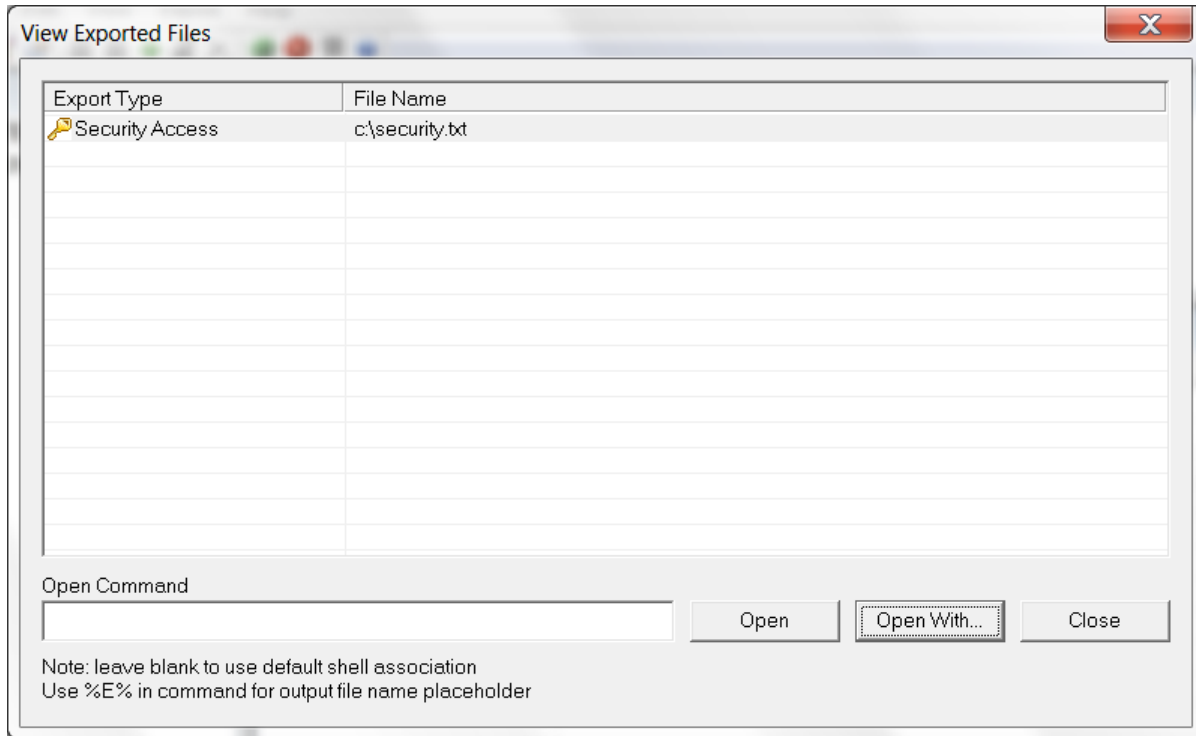 View Exported Files
Export Type File Name
Security Access c:\security.txt
Open Command
Open Open With... Close
Note: leave blank to use default shell association
Use %E% in command for output file name placeholder